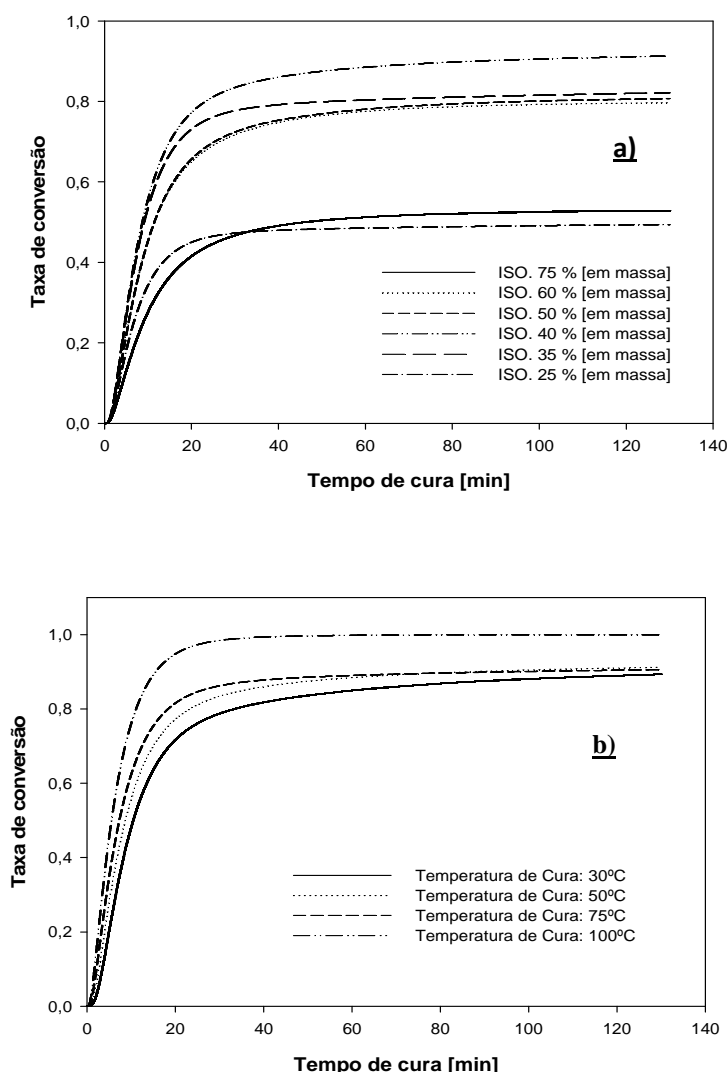 1,0
0,8
0,6
0,4
0,2
0,0
Taxa de conversão
a)
ISO. 75 % [em massa]
ISO. 60 % [em massa]
ISO. 50 % [em massa]
ISO. 40 % [em massa]
ISO. 35 % [em massa]
ISO. 25 % [em massa]
0 20 40 60 80 100 120 140
Tempo de cura [min]
1,0
0,8
0,6
0,4
0,2
0,0
Taxa de conversão
b)
Temperatura de Cura: 30ºC
Temperatura de Cura: 50ºC
Temperatura de Cura: 75ºC
Temperatura de Cura: 100ºC
0 20 40 60 80 100 120 140
Tempo de cura [min]